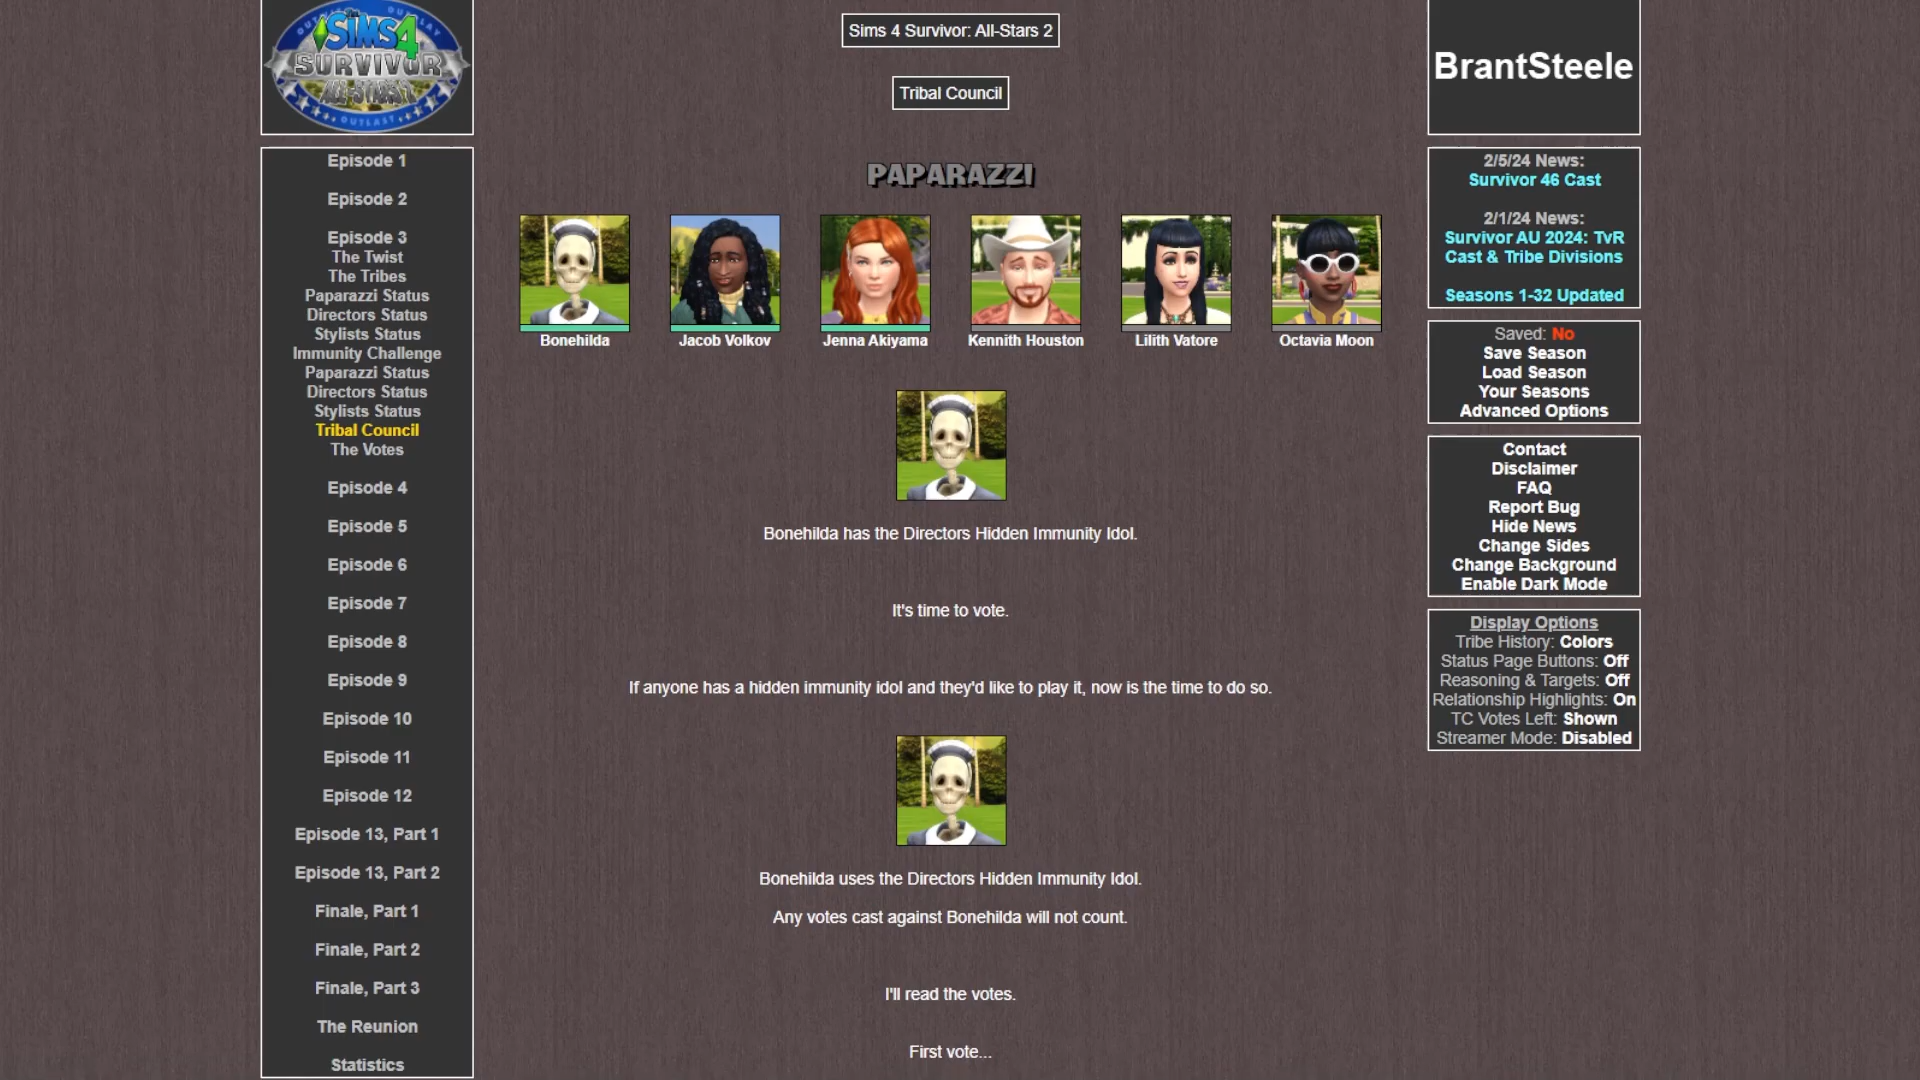 THE SIMS 4
SURVIVOR
ALL-STARS 2
OUTLAST
Episode 1
Episode 2
Episode 3
The Twist
The Tribes
Paparazzi Status
Directors Status
Stylists Status
Immunity Challenge
Paparazzi Status
Directors Status
Stylists Status
Tribal Council
The Votes
Episode 4
Episode 5
Episode 6
Episode 7
Episode 8
Episode 9
Episode 10
Episode 11
Episode 12
Episode 13, Part 1
Episode 13, Part 2
Finale, Part 1
Finale, Part 2
Finale, Part 3
The Reunion
Statistics
Sims 4 Survivor: All-Stars 2
Tribal Council
PAPARAZZI
Bonehilda
Jacob Volkov
Jenna Akiyama
Kennith Houston
Lilith Vatore
Octavia Moon
Bonehilda has the Directors Hidden Immunity Idol.
It's time to vote.
If anyone has a hidden immunity idol and they'd like to play it, now is the time to do so.
Bonehilda uses the Directors Hidden Immunity Idol.
Any votes cast against Bonehilda will not count.
I'll read the votes.
First vote...
BrantSteele
2/5/24 News:
Survivor 46 Cast
2/1/24 News:
Survivor AU 2024: TvR
Cast & Tribe Divisions
Seasons 1-32 Updated
Saved: No
Save Season
Load Season
Your Seasons
Advanced Options
Contact
Disclaimer
FAQ
Report Bug
Hide News
Change Sides
Change Background
Enable Dark Mode
Display Options
Tribe History: Colors
Status Page Buttons: Off
Reasoning & Targets: Off
Relationship Highlights: On
TC Votes Left: Shown
Streamer Mode: Disabled